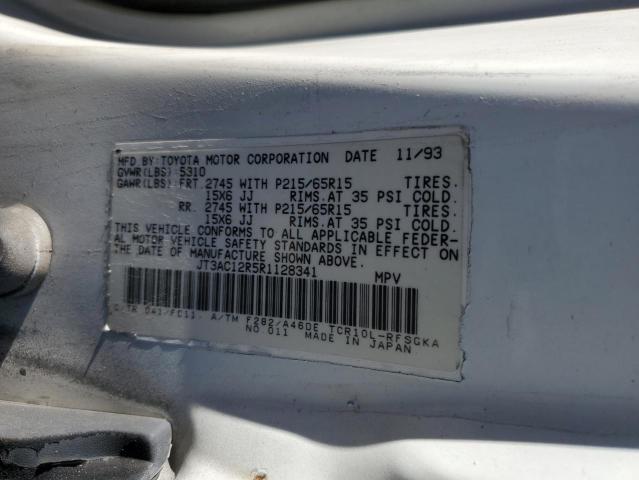 MFD BY: TOYOTA MOTOR CORPORATION DATE 11/93
GVWR(LBS): 5310
GAWR(LBS): FRT. 2745 WITH P215/65R15 TIRES.
15X6 JJ RIMS. AT 35 PSI COLD.
RR. 2745 WITH P215/65R15 TIRES.
15X6 JJ RIMS. AT 35 PSI COLD.
THIS VEHICLE CONFORMS TO ALL APPLICABLE FEDER-
AL MOTOR VEHICLE SAFETY STANDARDS IN EFFECT ON
THE DATE OF MANUFACTURE SHOWN ABOVE.
JT3AC12R5R1128341 MPV
C/TR 041/FD11 A/TM F282/A46DE TCR10L-RFSGKA
NO 011 MADE IN JAPAN